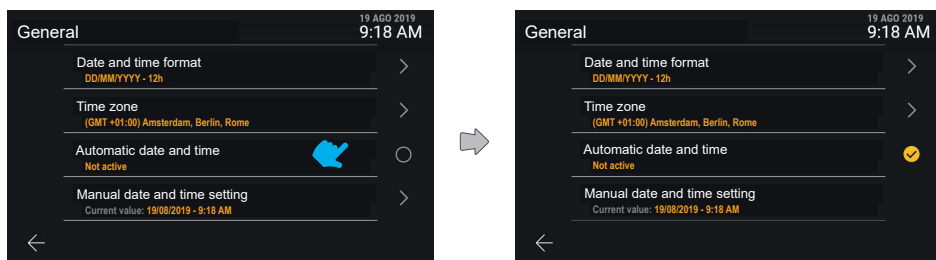 19 AGO 2019
General
9:18 AM
Date and time format
DD/MM/YYYY - 12h
Time zone
(GMT +01:00) Amsterdam, Berlin, Rome
Automatic date and time
Not active
Manual date and time setting
Current value: 19/08/2019 - 9:18 AM
19 AGO 2019
General
9:18 AM
Date and time format
DD/MM/YYYY - 12h
Time zone
(GMT +01:00) Amsterdam, Berlin, Rome
Automatic date and time
Not active
Manual date and time setting
Current value: 19/08/2019 - 9:18 AM